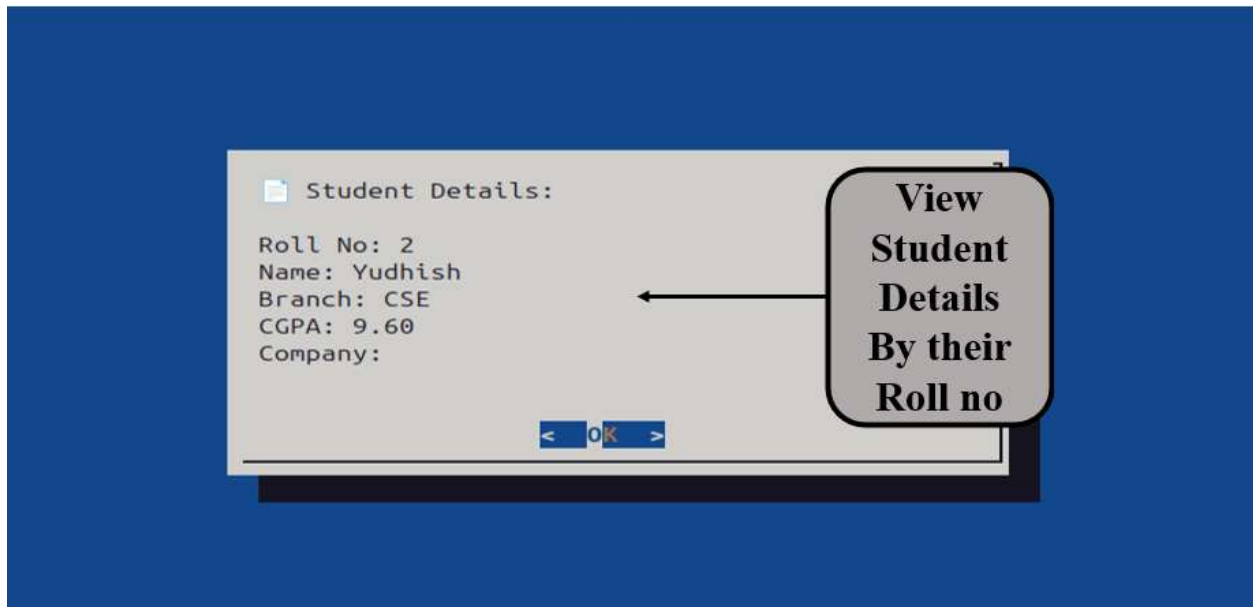 📄 Student Details:
Roll No: 2
Name: Yudhish
Branch: CSE
CGPA: 9.60
Company:
< OK >
View
Student
Details
By their
Roll no